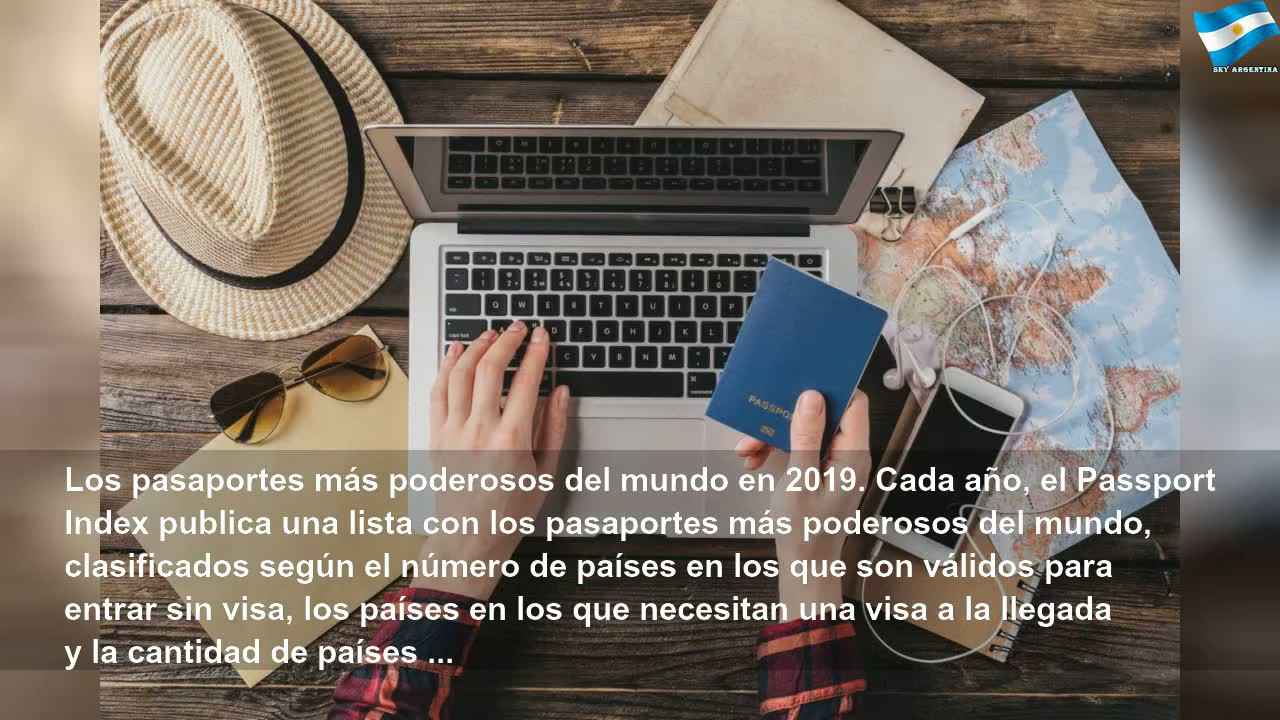 SKY ARGENTINA
PASSPO
Los pasaportes más poderosos del mundo en 2019. Cada año, el Passport
Index publica una lista con los pasaportes más poderosos del mundo,
clasificados según el número de países en los que son válidos para
entrar sin visa, los países en los que necesitan una visa a la llegada
y la cantidad de países ...